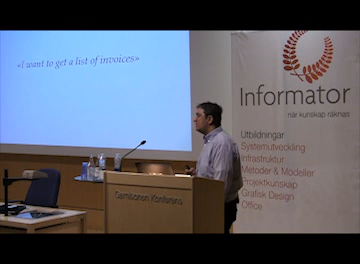 «I want to get a list of invoices»
Informator
när kunskap räknas
Utbildningar
Systemutveckling
Infrastruktur
Metoder & Modeller
Projektkunskap
Grafisk Design
Office
Garnisonen Konferens